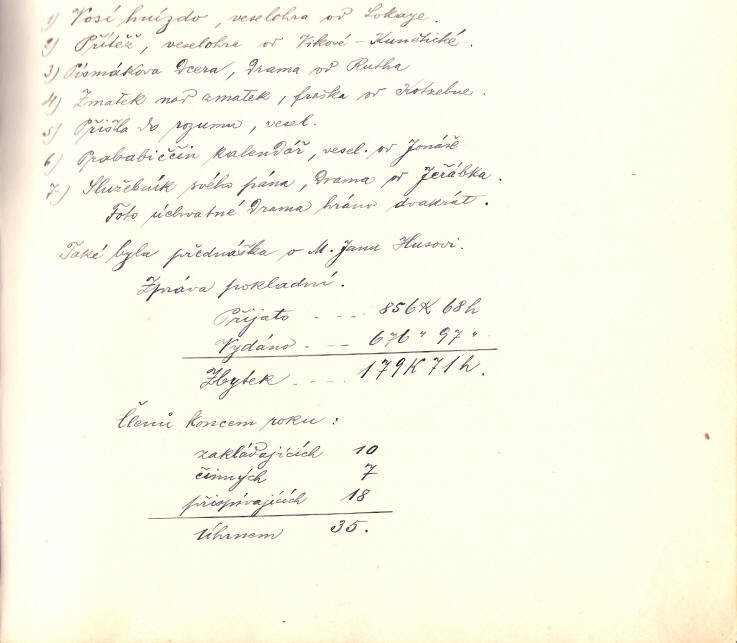 1) Vosí hnízdo, veselohra od Lokaye.
2) Přítěž, veselohra od Vikové-Kunětické.
3) Písmákova Dcera, Drama od Rutha
4) Zmatek nad zmatek, fraška od Kotzebue.
5) Přišla do rozumu, vesel.
6) Prababiččin kalendář, vesel. od Jonáše
7) Služebník svého pána, Drama od Jeřábka.
Toto úchvatné Drama hráno dvakrát.
Také byla přednáška o M. Janu Husovi.
Zpráva pokladní.
Přijato . --- 856K 68h
Vydáno . --- 676 " 97 "
Zbytek --- . 179K 71h.
Členů koncem roku :
zakládajících 10
činných 7
přispívajících 18
Úhrnem 35.